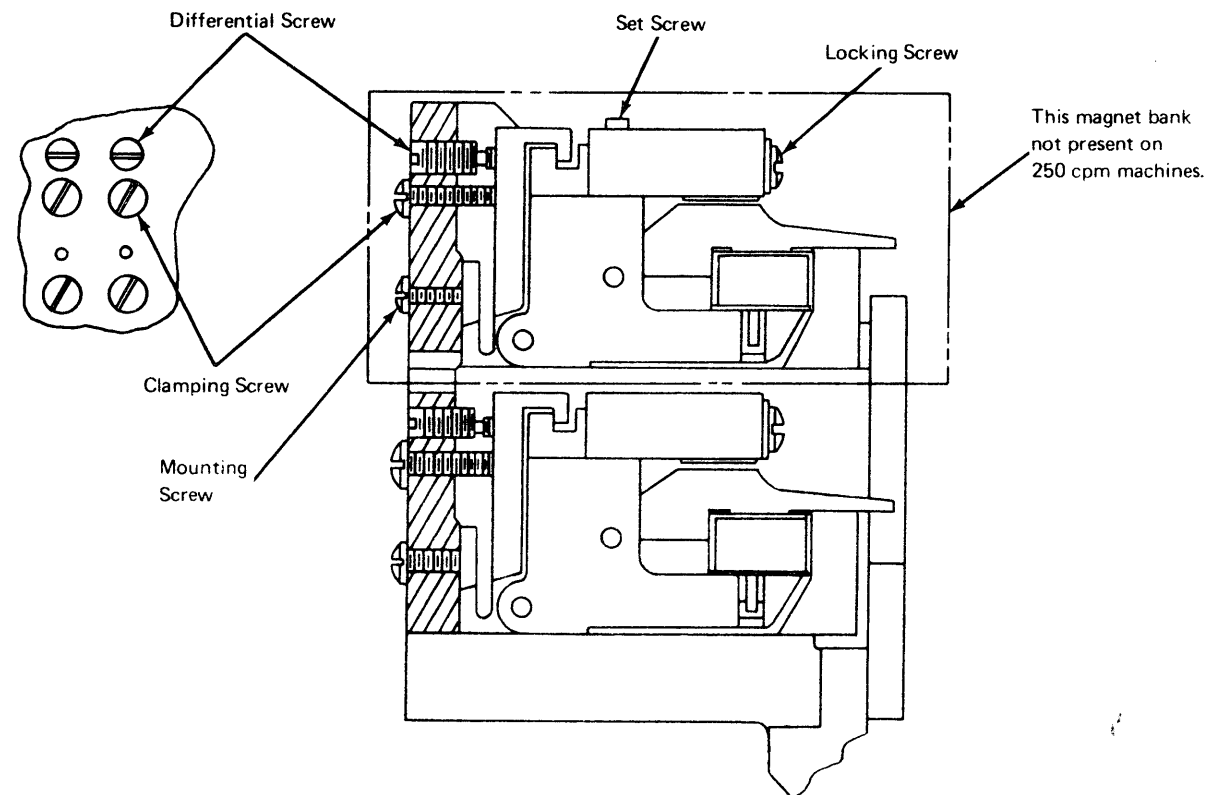 Differential Screw
Set Screw
Locking Screw
This magnet bank
not present on
250 cpm machines.
Clamping Screw
Mounting
Screw